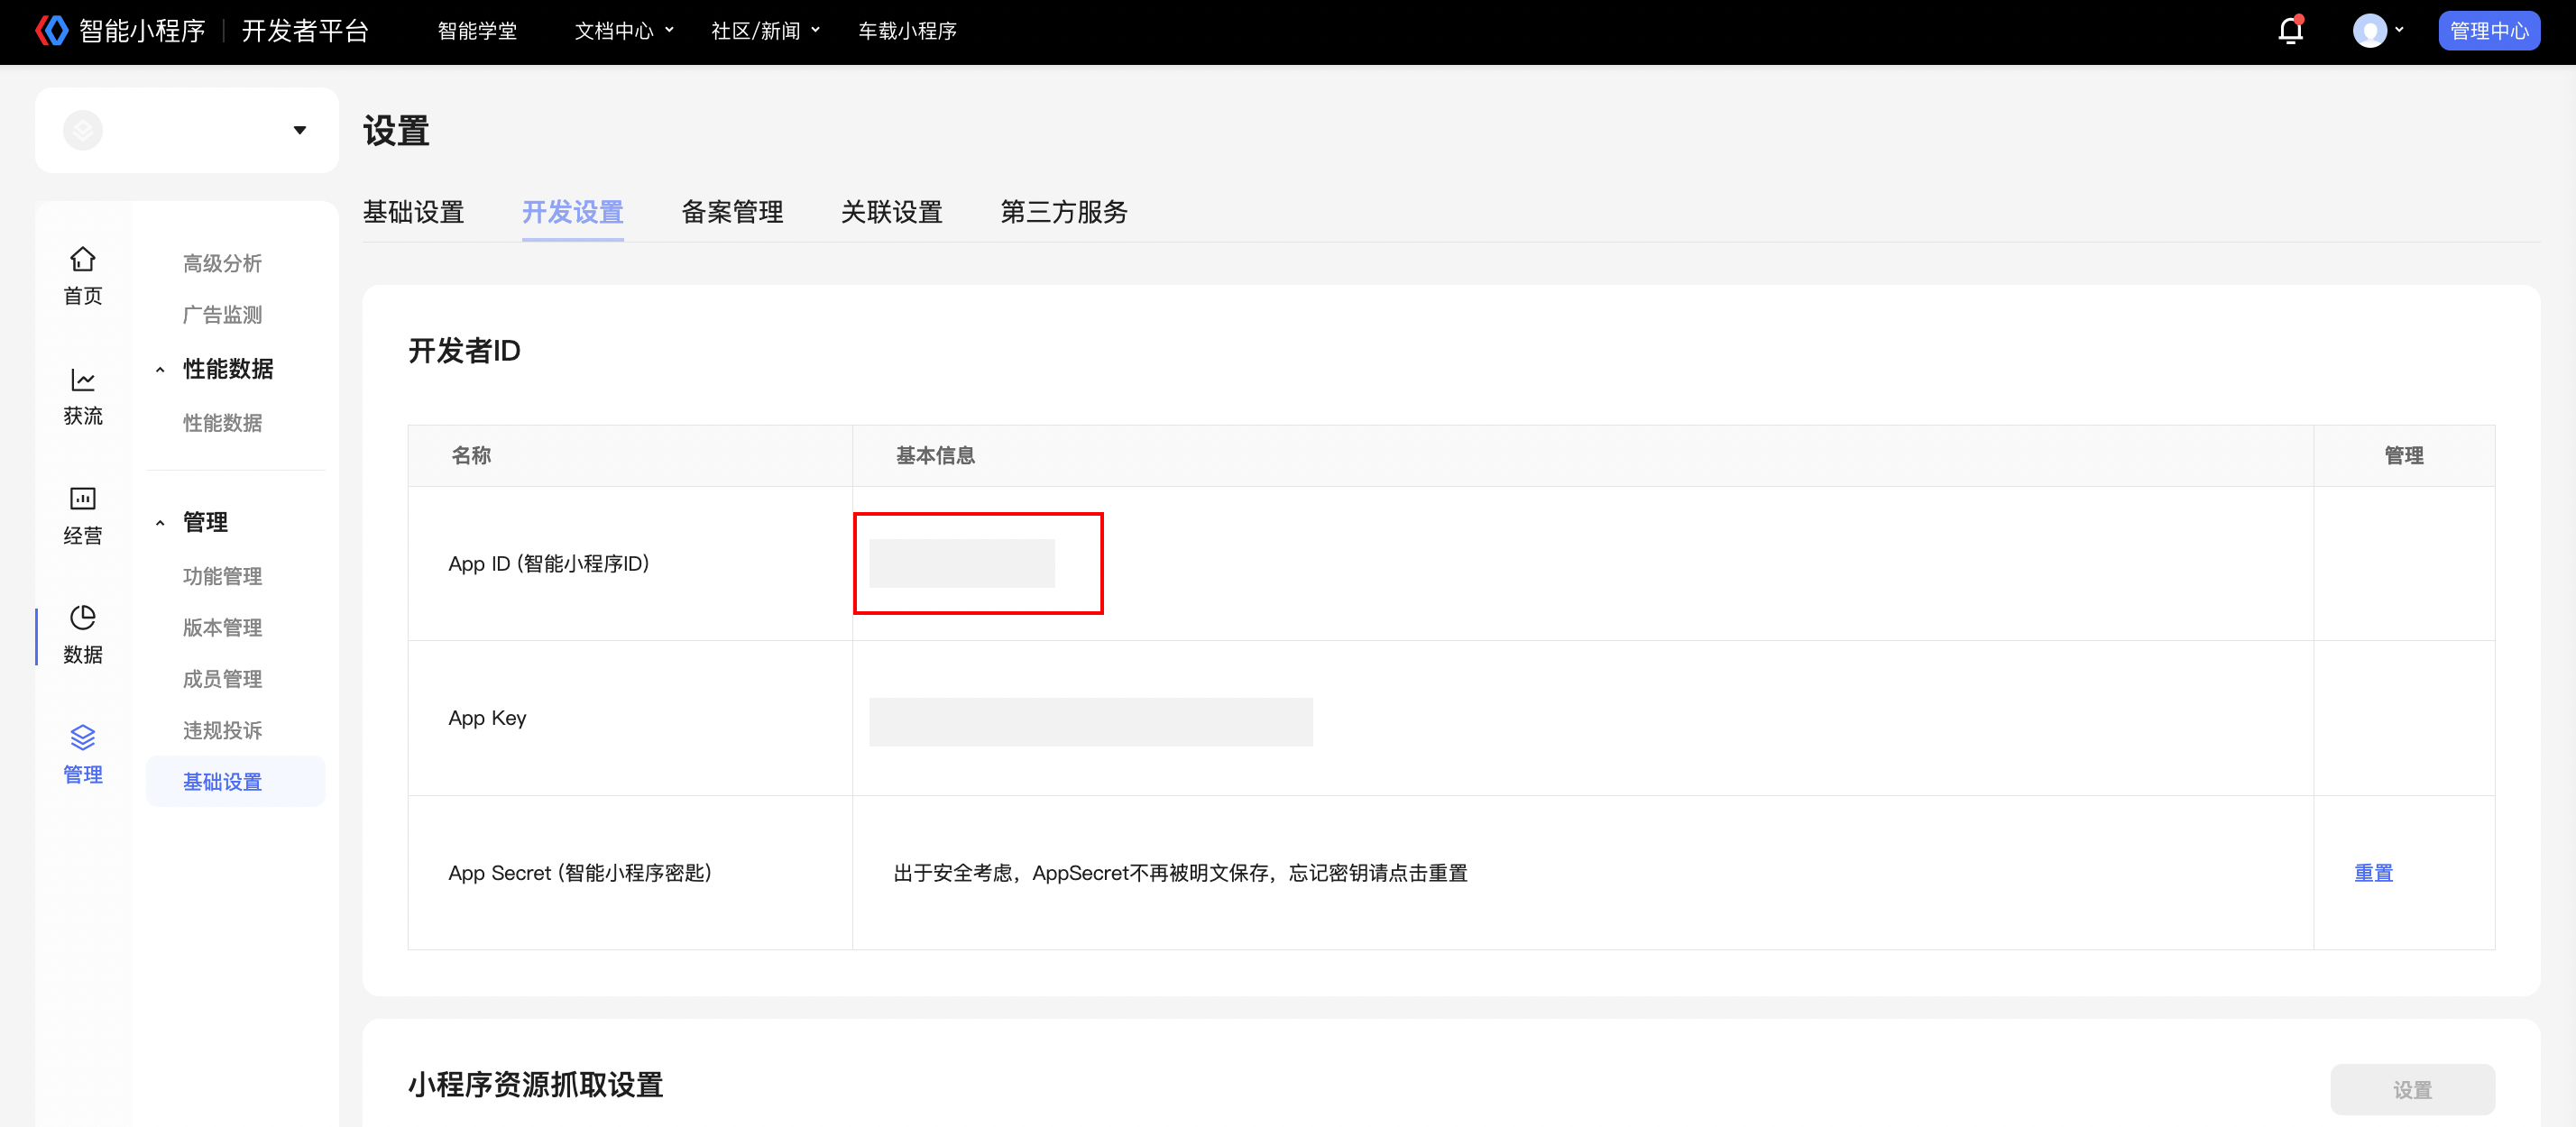 智能小程序 开发者平台 智能学堂 文档中心 社区/新闻 车载小程序 管理中心
首页
获流
经营
数据
管理
高级分析
广告监测
性能数据
性能数据
管理
功能管理
版本管理
成员管理
违规投诉
基础设置
设置
基础设置 开发设置 备案管理 关联设置 第三方服务
开发者ID
名称 基本信息 管理
App ID (智能小程序ID)
App Key
App Secret (智能小程序密匙) 出于安全考虑，AppSecret不再被明文保存，忘记密钥请点击重置 重置
小程序资源抓取设置 设置